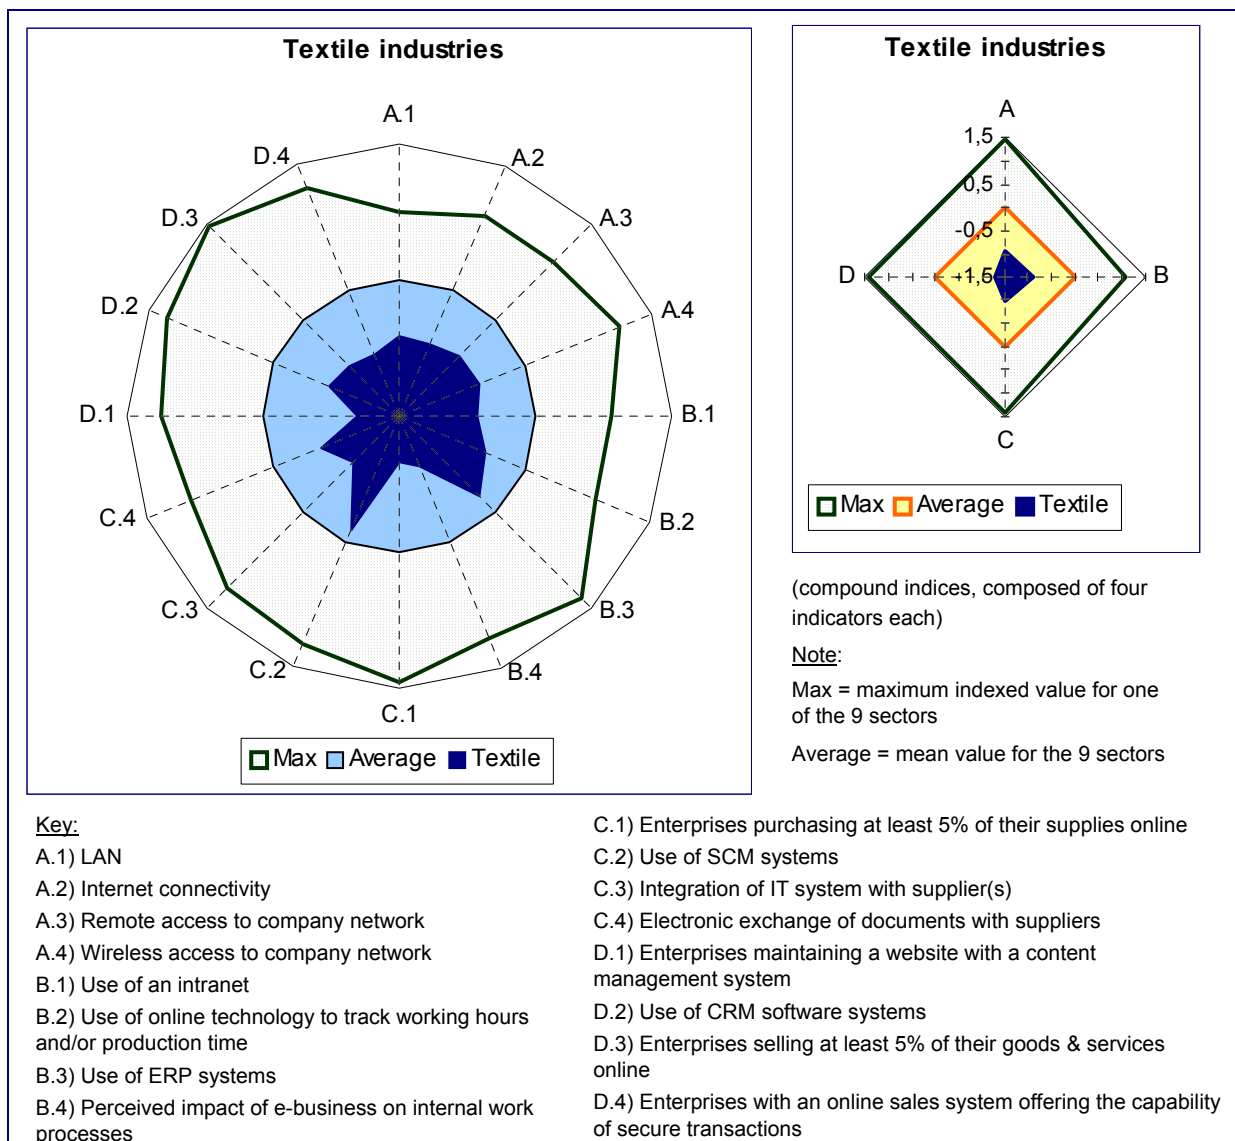 Textile industries
A.1
A.2
A.3
A.4
B.1
B.2
B.3
B.4
C.1
C.2
C.3
C.4
D.1
D.2
D.3
D.4
Max Average Textile
Textile industries
A
1,5
0,5
-0,5
-1,5
B
C
D
Max Average Textile
(compound indices, composed of four
indicators each)
Note:
Max = maximum indexed value for one
of the 9 sectors
Average = mean value for the 9 sectors
Key:
A.1) LAN
A.2) Internet connectivity
A.3) Remote access to company network
A.4) Wireless access to company network
B.1) Use of an intranet
B.2) Use of online technology to track working hours
and/or production time
B.3) Use of ERP systems
B.4) Perceived impact of e-business on internal work
processes
C.1) Enterprises purchasing at least 5% of their supplies online
C.2) Use of SCM systems
C.3) Integration of IT system with supplier(s)
C.4) Electronic exchange of documents with suppliers
D.1) Enterprises maintaining a website with a content
management system
D.2) Use of CRM software systems
D.3) Enterprises selling at least 5% of their goods & services
online
D.4) Enterprises with an online sales system offering the capability
of secure transactions